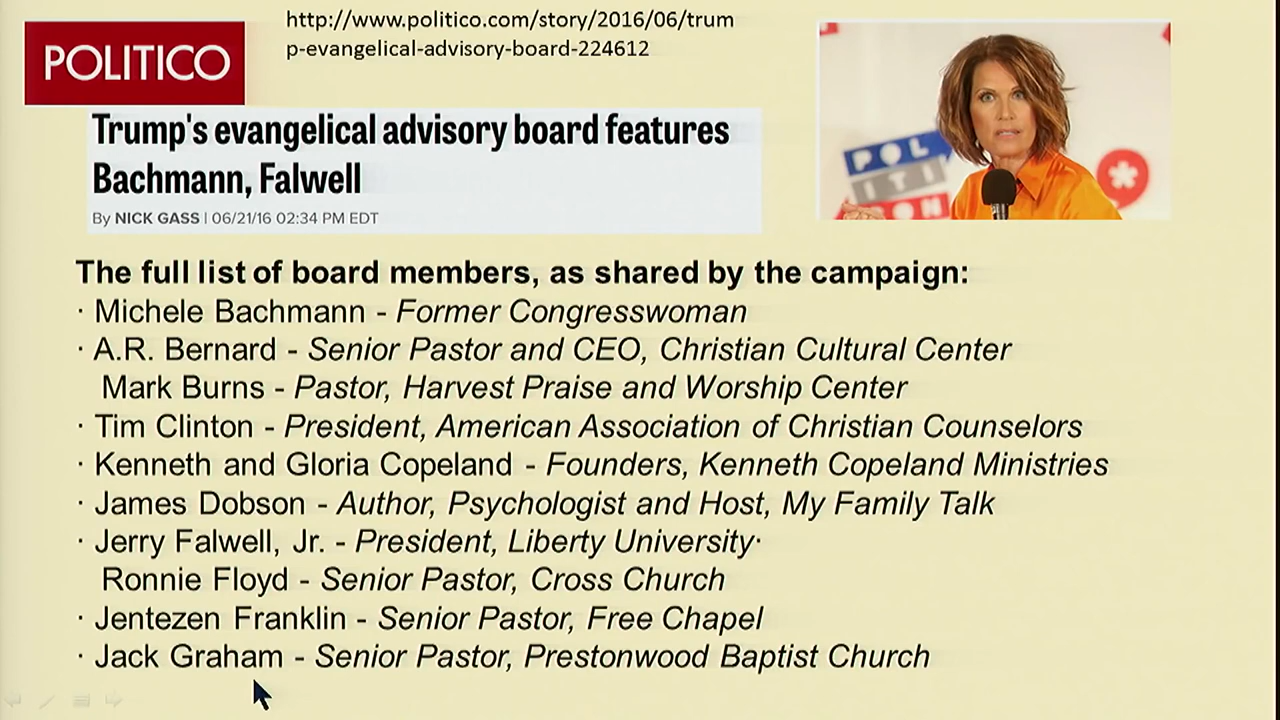 http://www.politico.com/story/2016/06/trum
p-evangelical-advisory-board-224612
POLITICO
Trump's evangelical advisory board features
Bachmann, Falwell
By NICK GASS | 06/21/16 02:34 PM EDT
POL
ITI
CON
The full list of board members, as shared by the campaign:
· Michele Bachmann - Former Congresswoman
· A.R. Bernard - Senior Pastor and CEO, Christian Cultural Center
Mark Burns - Pastor, Harvest Praise and Worship Center
· Tim Clinton - President, American Association of Christian Counselors
· Kenneth and Gloria Copeland - Founders, Kenneth Copeland Ministries
· James Dobson - Author, Psychologist and Host, My Family Talk
· Jerry Falwell, Jr. - President, Liberty University·
Ronnie Floyd - Senior Pastor, Cross Church
· Jentezen Franklin - Senior Pastor, Free Chapel
· Jack Graham - Senior Pastor, Prestonwood Baptist Church